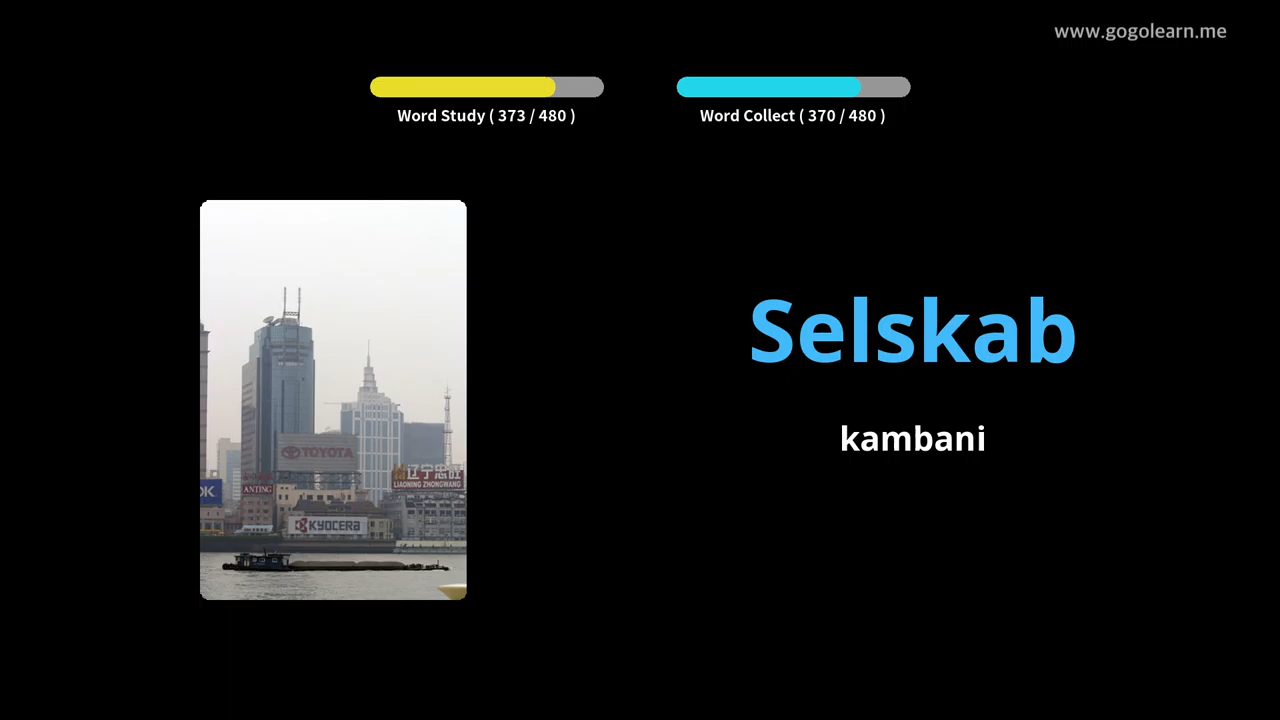 www.gogolearn.me
Word Study ( 373 / 480 )
Word Collect ( 370 / 480 )
Selskab
kambani
TOYOTA
辽宁忠旺
LIAONING ZHONGWANG
OK
ANTING
KYOCERA